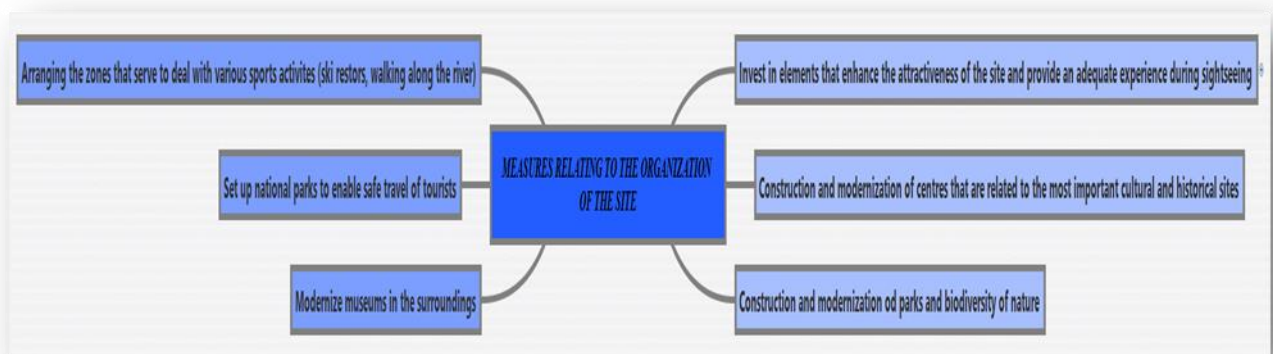 Arranging the zones that serve to deal with various sports activites (ski restors, walking along the river)
Set up national parks to enable safe travel of tourists
Modernize museums in the surroundings
MEASURES RELATING TO THE ORGANIZATION
OF THE SITE
Invest in elements that enhance the attractiveness of the site and provide an adequate experience during sightseeing
Construction and modernization of centres that are related to the most important cultural and historical sites
Construction and modernization od parks and biodiversity of nature